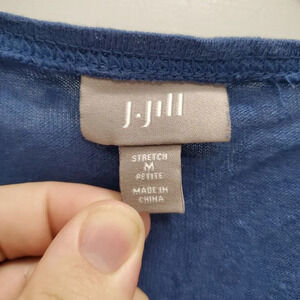 J.Jill
STRETCH
M
PETITE
MADE IN
CHINA